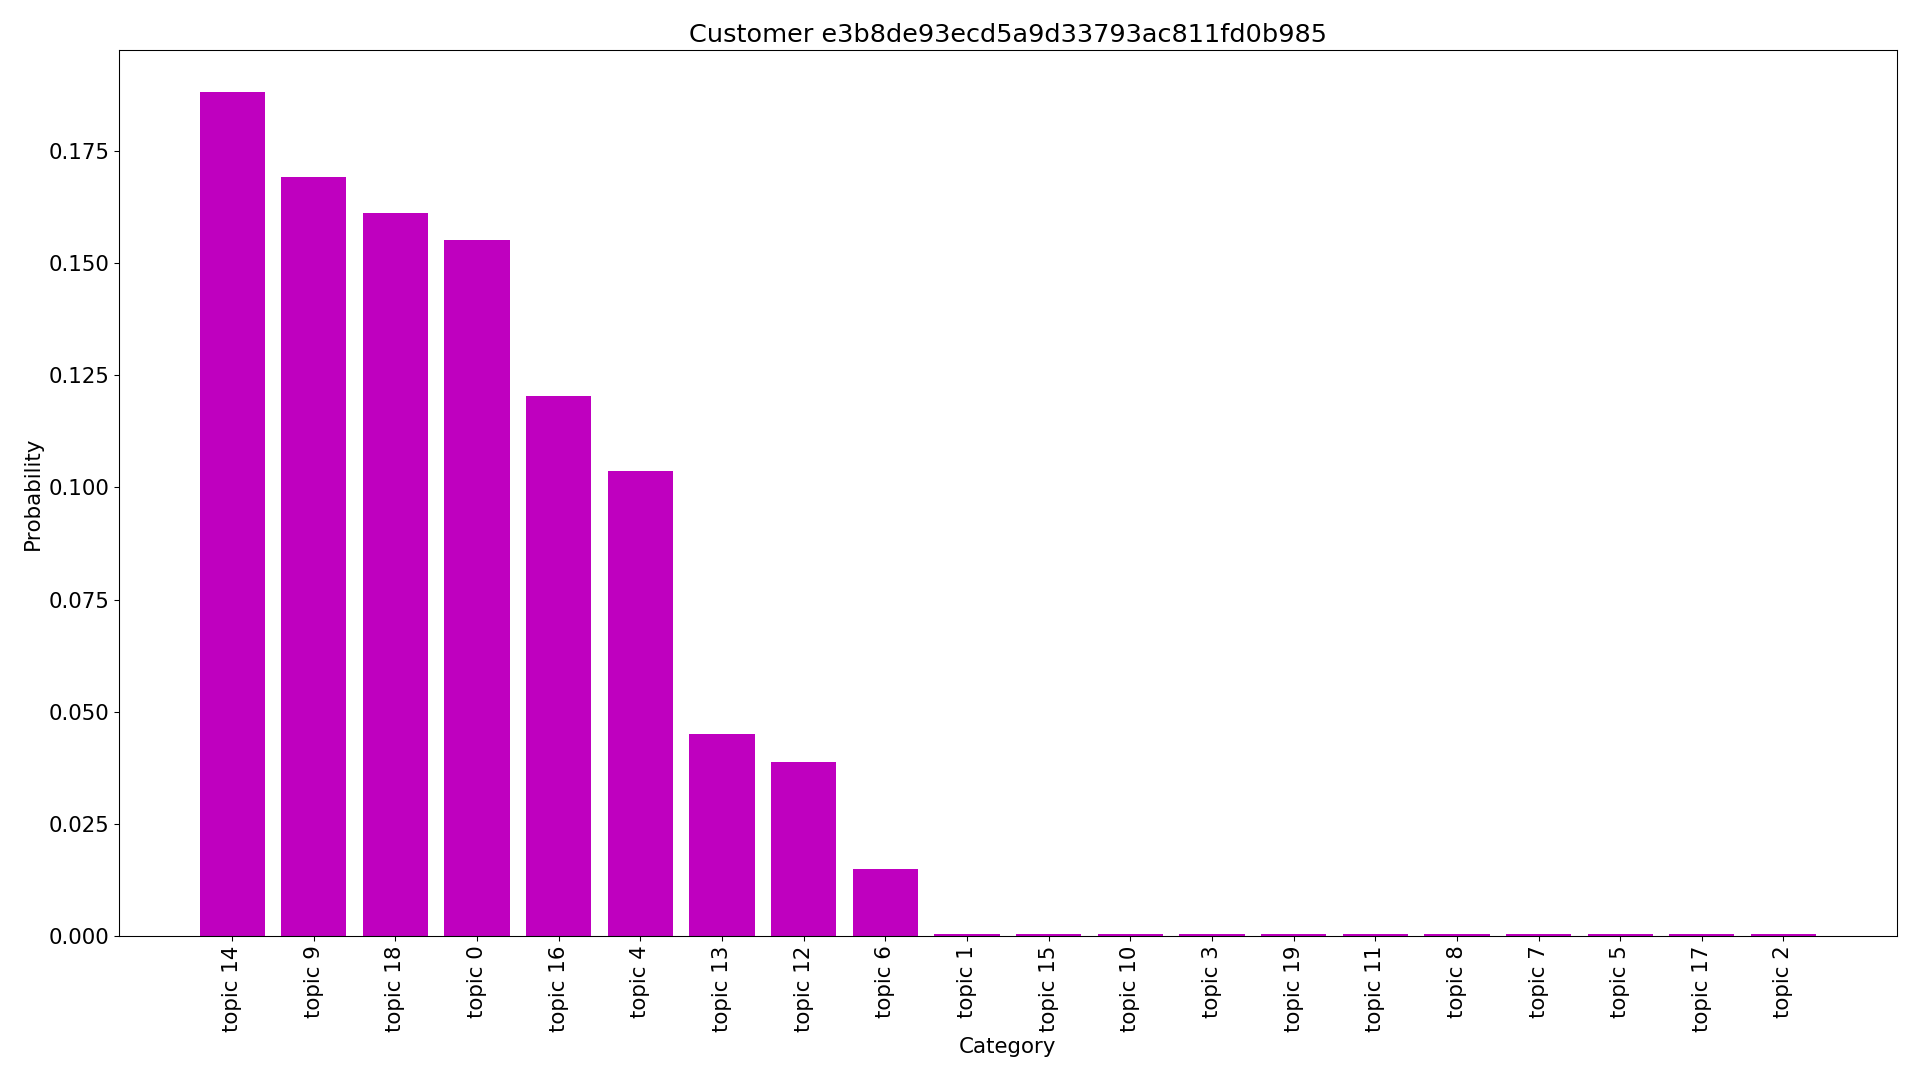 Customer e3b8de93ecd5a9d33793ac811fd0b985
Probability
0.175
0.150
0.125
0.100
0.075
0.050
0.025
0.000
topic 14
topic 9
topic 18
topic 0
topic 16
topic 4
topic 13
topic 12
topic 6
topic 1
topic 15
topic 10
topic 3
topic 19
topic 11
topic 8
topic 7
topic 5
topic 17
topic 2
Category